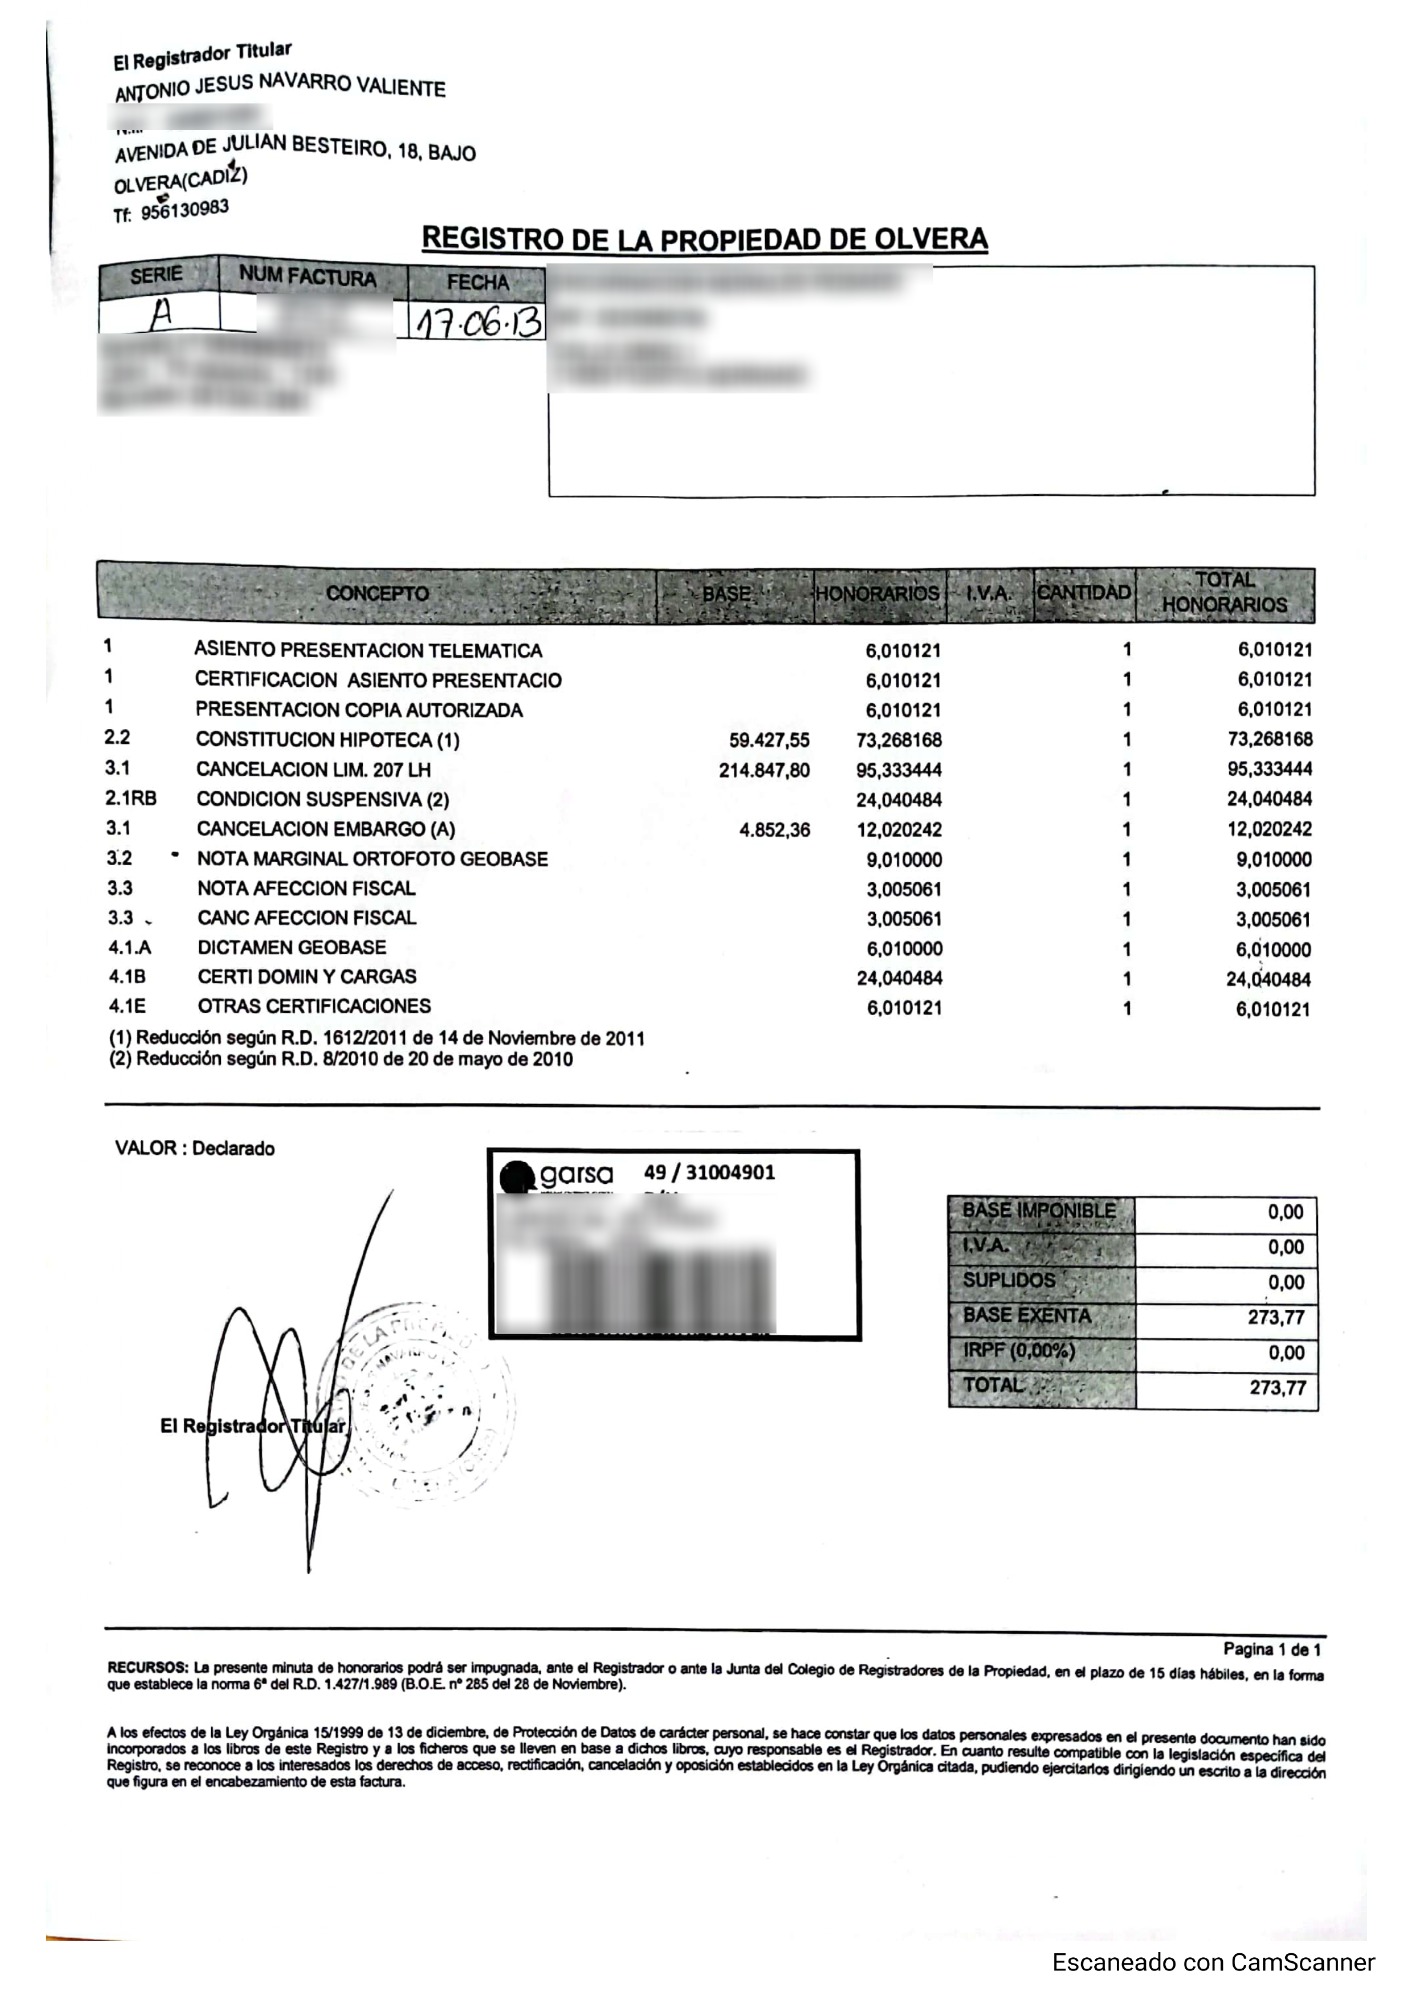 El Registrador Titular
ANTONIO JESUS NAVARRO VALIENTE
AVENIDA DE JULIAN BESTEIRO, 18, BAJO
OLVERA(CADIZ)
Tf: 956130983
REGISTRO DE LA PROPIEDAD DE OLVERA
SERIE NUM FACTURA FECHA
A 17.06.13
CONCEPTO BASE HONORARIOS I.V.A. CANTIDAD TOTAL HONORARIOS
1 ASIENTO PRESENTACION TELEMATICA 6,010121 1 6,010121
1 CERTIFICACION ASIENTO PRESENTACIO 6,010121 1 6,010121
1 PRESENTACION COPIA AUTORIZADA 6,010121 1 6,010121
2.2 CONSTITUCION HIPOTECA (1) 59.427,55 73,268168 1 73,268168
3.1 CANCELACION LIM. 207 LH 214.847,80 95,333444 1 95,333444
2.1RB CONDICION SUSPENSIVA (2) 24,040484 1 24,040484
3.1 CANCELACION EMBARGO (A) 4.852,36 12,020242 1 12,020242
3.2 NOTA MARGINAL ORTOFOTO GEOBASE 9,010000 1 9,010000
3.3 NOTA AFECCION FISCAL 3,005061 1 3,005061
3.3 CANC AFECCION FISCAL 3,005061 1 3,005061
4.1.A DICTAMEN GEOBASE 6,010000 1 6,010000
4.1B CERTI DOMIN Y CARGAS 24,040484 1 24,040484
4.1E OTRAS CERTIFICACIONES 6,010121 1 6,010121
(1) Reducción según R.D. 1612/2011 de 14 de Noviembre de 2011
(2) Reducción según R.D. 8/2010 de 20 de mayo de 2010
VALOR : Declarado
garsa 49 / 31004901
BASE IMPONIBLE 0,00
I.V.A. 0,00
SUPLIDOS 0,00
BASE EXENTA 273,77
IRPF (0,00%) 0,00
TOTAL 273,77
El Registrador Titular
Pagina 1 de 1
RECURSOS: La presente minuta de honorarios podrá ser impugnada, ante el Registrador o ante la Junta del Colegio de Registradores de la Propiedad, en el plazo de 15 días hábiles, en la forma
que establece la norma 6ª del R.D. 1.427/1.989 (B.O.E. nº 285 del 28 de Noviembre).
A los efectos de la Ley Orgánica 15/1999 de 13 de diciembre, de Protección de Datos de carácter personal, se hace constar que los datos personales expresados en el presente documento han sido
incorporados a los libros de este Registro y a los ficheros que se lleven en base a dichos libros, cuyo responsable es el Registrador. En cuanto resulte compatible con la legislación específica del
Registro, se reconoce a los interesados los derechos de acceso, rectificación, cancelación y oposición establecidos en la Ley Orgánica citada, pudiendo ejercitarlos dirigiendo un escrito a la dirección
que figura en el encabezamiento de esta factura.
Escaneado con CamScanner